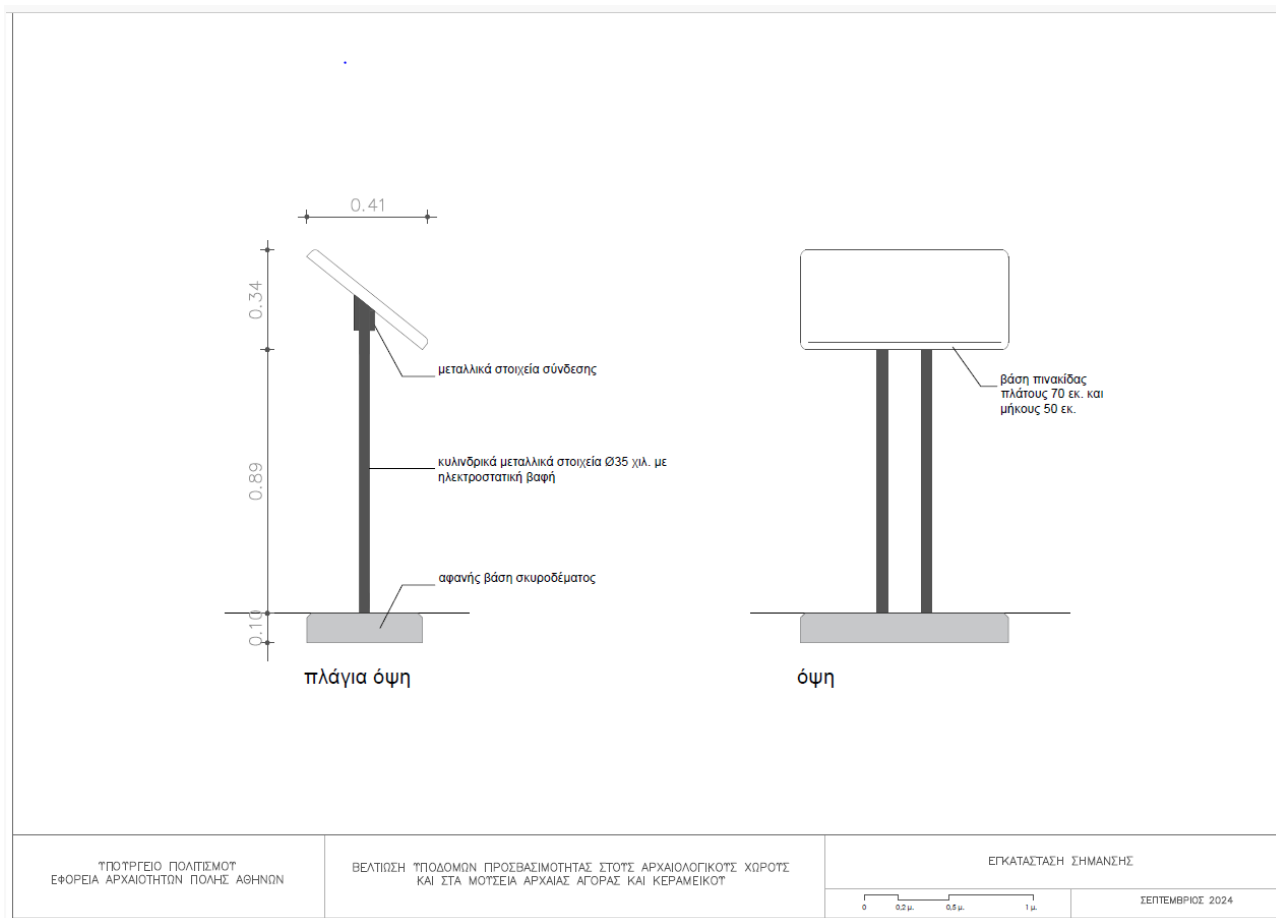 0.41
0.34
0.89
0.10
μεταλλικά στοιχεία σύνδεσης
κυλινδρικά μεταλλικά στοιχεία Ø35 χιλ. με
ηλεκτροστατική βαφή
αφανής βάση σκυροδέματος
πλάγια όψη
βάση πινακίδας
πλάτους 70 εκ. και
μήκους 50 εκ.
όψη
ΥΠΟΥΡΓΕΙΟ ΠΟΛΙΤΙΣΜΟΥ
ΕΦΟΡΕΙΑ ΑΡΧΑΙΟΤΗΤΩΝ ΠΟΛΗΣ ΑΘΗΝΩΝ
ΒΕΛΤΙΩΣΗ ΥΠΟΔΟΜΩΝ ΠΡΟΣΒΑΣΙΜΟΤΗΤΑΣ ΣΤΟΥΣ ΑΡΧΑΙΟΛΟΓΙΚΟΥΣ ΧΩΡΟΥΣ
ΚΑΙ ΣΤΑ ΜΟΥΣΕΙΑ ΑΡΧΑΙΑΣ ΑΓΟΡΑΣ ΚΑΙ ΚΕΡΑΜΕΙΚΟΥ
ΕΓΚΑΤΑΣΤΑΣΗ ΣΗΜΑΝΣΗΣ
0 0,2μ. 0,5μ. 1μ.
ΣΕΠΤΕΜΒΡΙΟΣ 2024